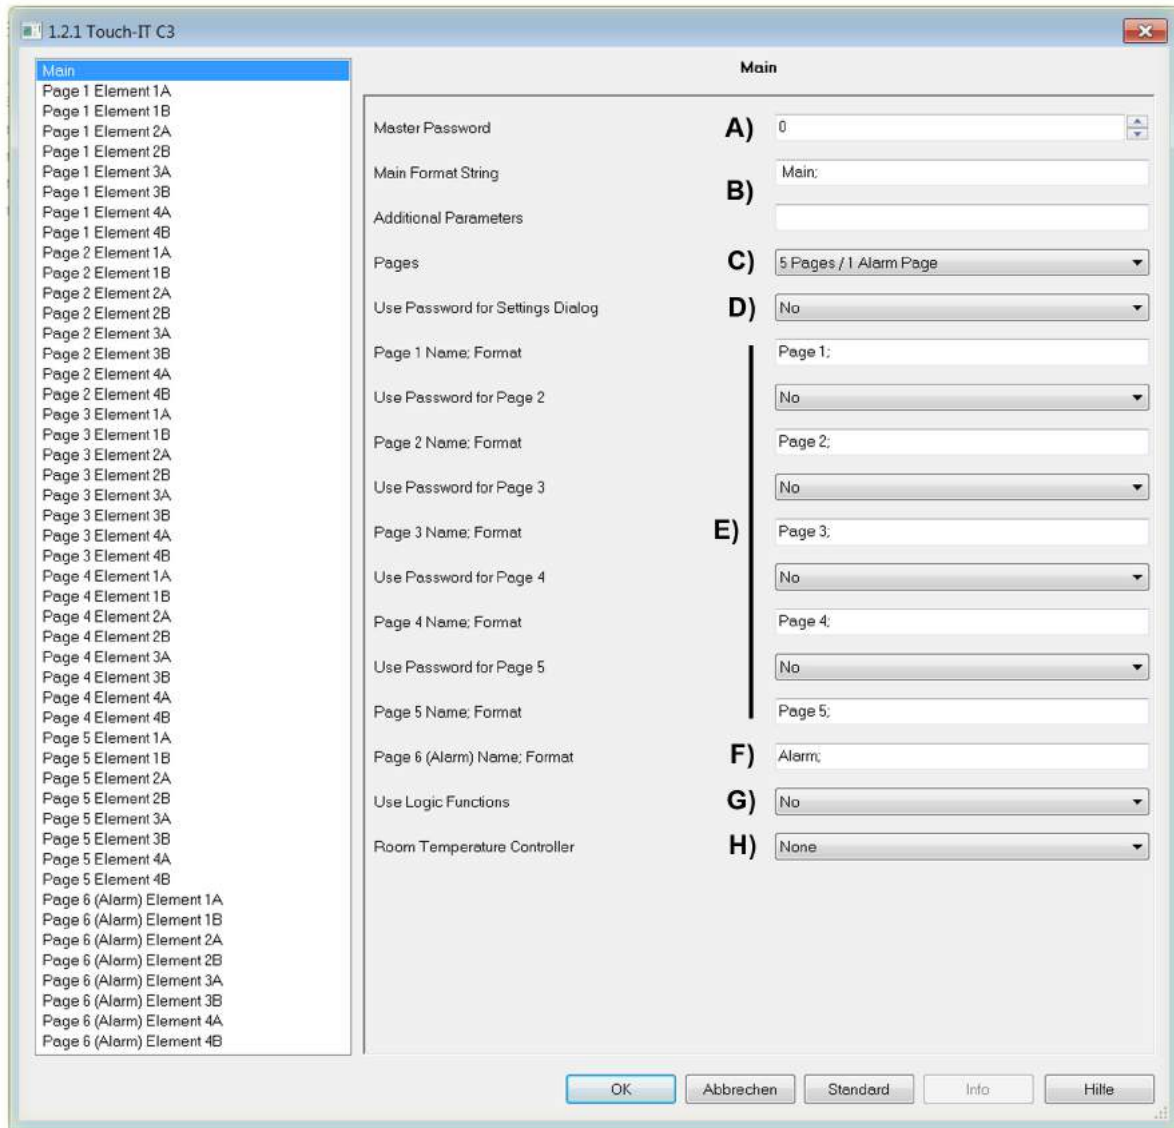 1.2.1 Touch-IT C3
Main
Page 1 Element 1A
Page 1 Element 1B
Page 1 Element 2A
Page 1 Element 2B
Page 1 Element 3A
Page 1 Element 3B
Page 1 Element 4A
Page 1 Element 4B
Page 2 Element 1A
Page 2 Element 1B
Page 2 Element 2A
Page 2 Element 2B
Page 2 Element 3A
Page 2 Element 3B
Page 2 Element 4A
Page 2 Element 4B
Page 3 Element 1A
Page 3 Element 1B
Page 3 Element 2A
Page 3 Element 2B
Page 3 Element 3A
Page 3 Element 3B
Page 3 Element 4A
Page 3 Element 4B
Page 4 Element 1A
Page 4 Element 1B
Page 4 Element 2A
Page 4 Element 2B
Page 4 Element 3A
Page 4 Element 3B
Page 4 Element 4A
Page 4 Element 4B
Page 5 Element 1A
Page 5 Element 1B
Page 5 Element 2A
Page 5 Element 2B
Page 5 Element 3A
Page 5 Element 3B
Page 5 Element 4A
Page 5 Element 4B
Page 6 (Alarm) Element 1A
Page 6 (Alarm) Element 1B
Page 6 (Alarm) Element 2A
Page 6 (Alarm) Element 2B
Page 6 (Alarm) Element 3A
Page 6 (Alarm) Element 3B
Page 6 (Alarm) Element 4A
Page 6 (Alarm) Element 4B
Main
Master Password A) 0
Main Format String Main;
B)
Additional Parameters
Pages C) 5 Pages / 1 Alarm Page
Use Password for Settings Dialog D) No
Page 1 Name; Format Page 1;
Use Password for Page 2 No
Page 2 Name; Format Page 2;
Use Password for Page 3 No
Page 3 Name; Format E) Page 3;
Use Password for Page 4 No
Page 4 Name; Format Page 4;
Use Password for Page 5 No
Page 5 Name; Format Page 5;
Page 6 (Alarm) Name; Format F) Alarm;
Use Logic Functions G) No
Room Temperature Controller H) None
OK Abbrechen Standard Info Hilfe